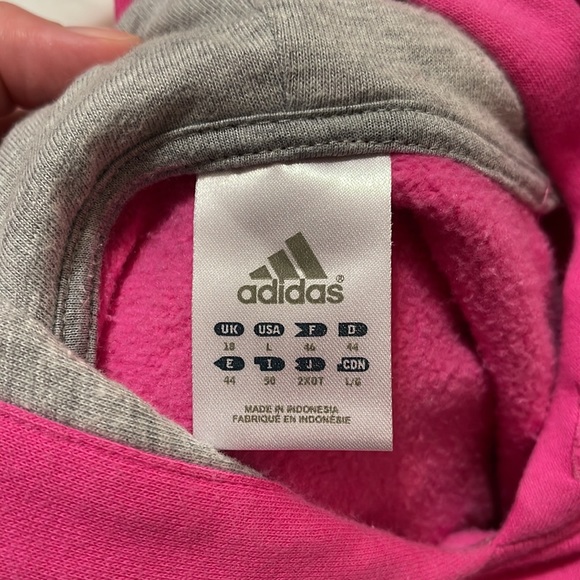 adidas®
UK USA F D
18 L 46 44
E I J CDN
44 50 2XOT L/G
MADE IN INDONESIA
FABRIQUÉ EN INDONÉSIE